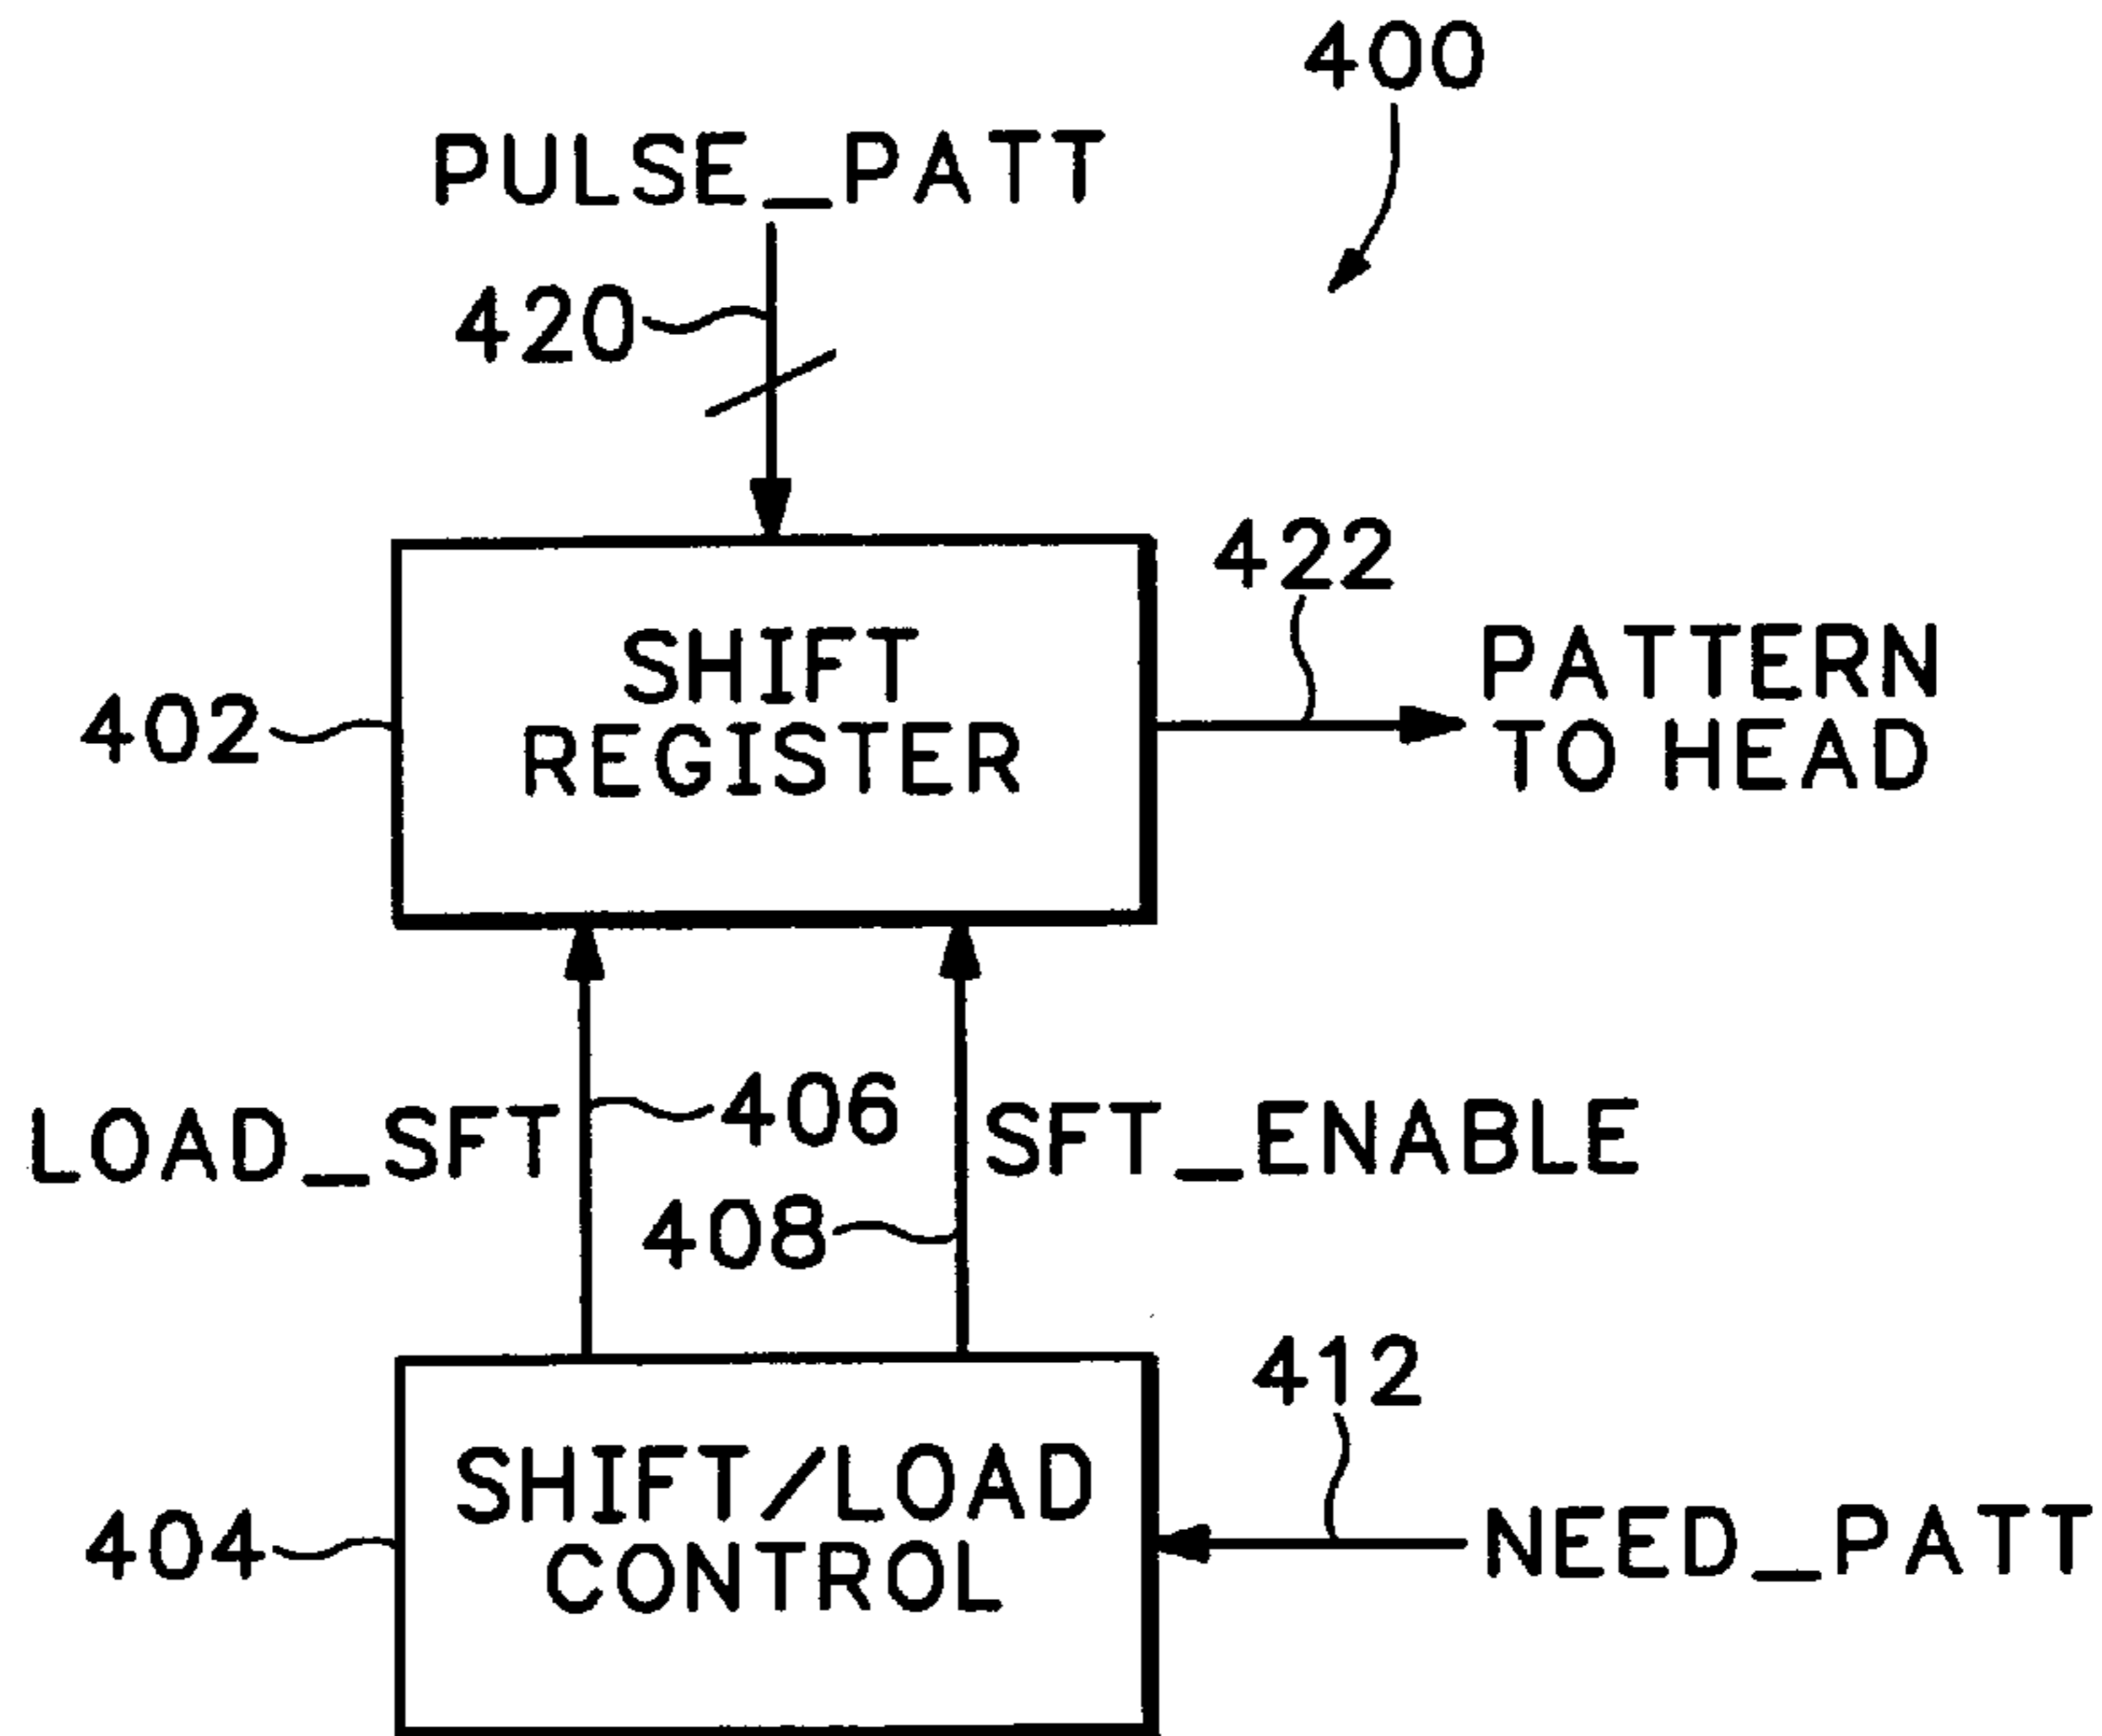 400
PULSE_PATT
420
422
SHIFT
REGISTER
PATTERN
TO HEAD
402
LOAD_SFT
406
SFT_ENABLE
408
412
SHIFT/LOAD
CONTROL
404
NEED_PATT